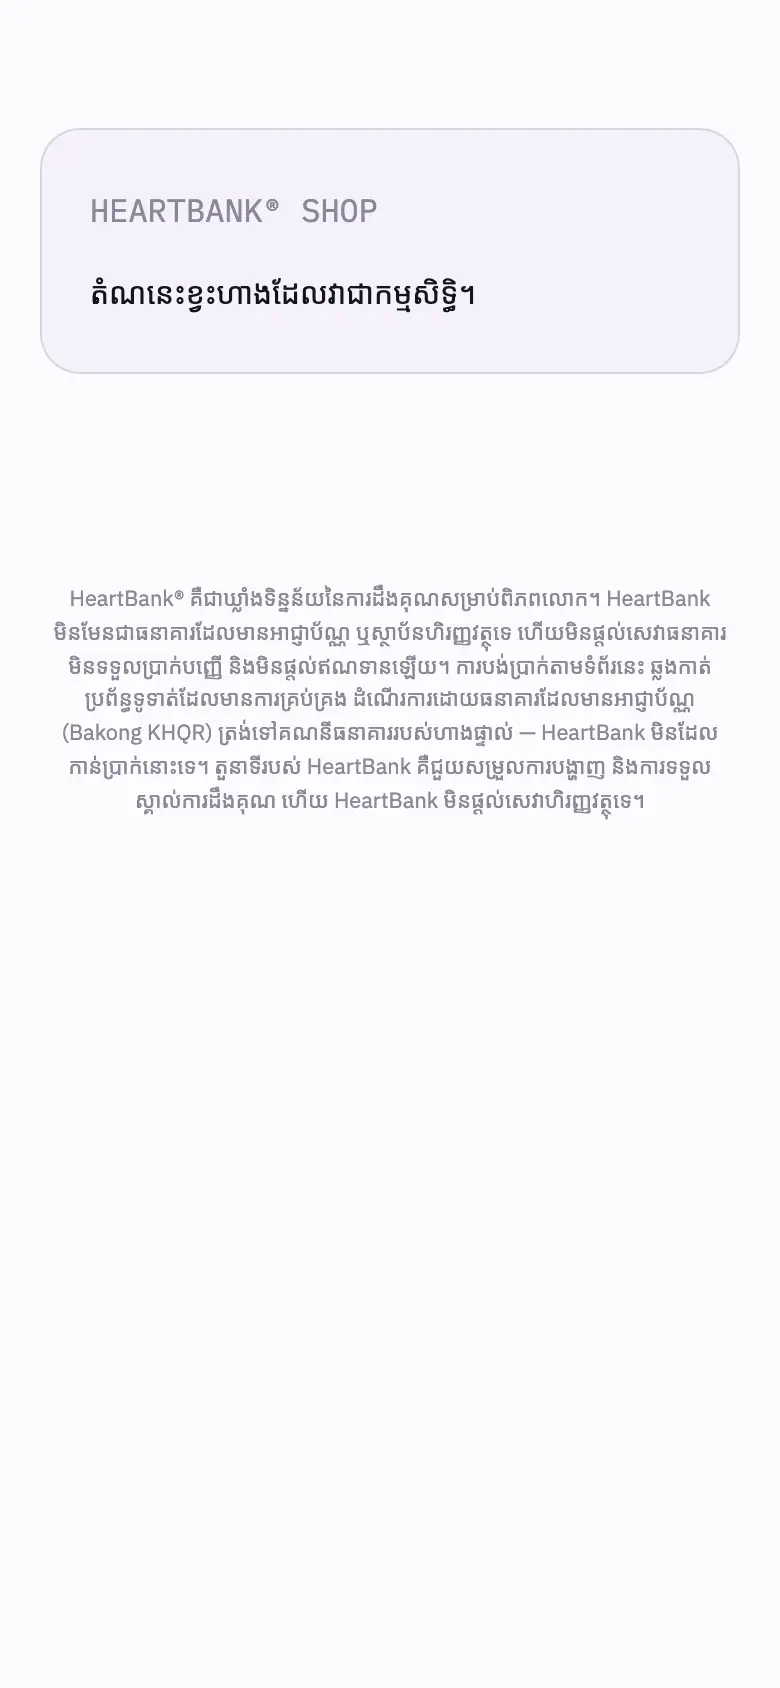 HEARTBANK® SHOP
តំណនេះខ្វះហាងដែលវាជាកម្មសិទ្ធិ។
HeartBank® គឺជាឃ្លាំងទិន្នន័យនៃការដឹងគុណសម្រាប់ពិភពលោក។ HeartBank
មិនមែនជាធនាគារដែលមានអាជ្ញាប័ណ្ណ ឬស្ថាប័នហិរញ្ញវត្ថុទេ ហើយមិនផ្តល់សេវាធនាគារ
មិនទទួលប្រាក់បញ្ញើ និងមិនផ្តល់ឥណទានឡើយ។ ការបង់ប្រាក់តាមទំព័រនេះ ឆ្លងកាត់
ប្រព័ន្ធទូទាត់ដែលមានការគ្រប់គ្រង ដំណើរការដោយធនាគារដែលមានអាជ្ញាប័ណ្ណ
(Bakong KHQR) ត្រង់ទៅគណនីធនាគាររបស់ហាងផ្ទាល់ — HeartBank មិនដែល
កាន់ប្រាក់នោះទេ។ តួនាទីរបស់ HeartBank គឺជួយសម្រួលការបង្ហាញ និងការទទួល
ស្គាល់ការដឹងគុណ ហើយ HeartBank មិនផ្តល់សេវាហិរញ្ញវត្ថុទេ។